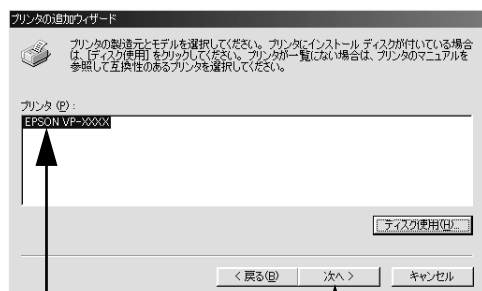 プリンタの追加ウィザード
プリンタの製造元とモデルを選択してください。プリンタにインストール ディスクが付いている場合
は、[ディスク使用] をクリックしてください。プリンタが一覧にない場合は、プリンタのマニュアルを
参照して互換性のあるプリンタを選択してください。
プリンタ (P) :
EPSON VP-XXXX
ディスク使用(H)...
< 戻る(B)
次へ >
キャンセル